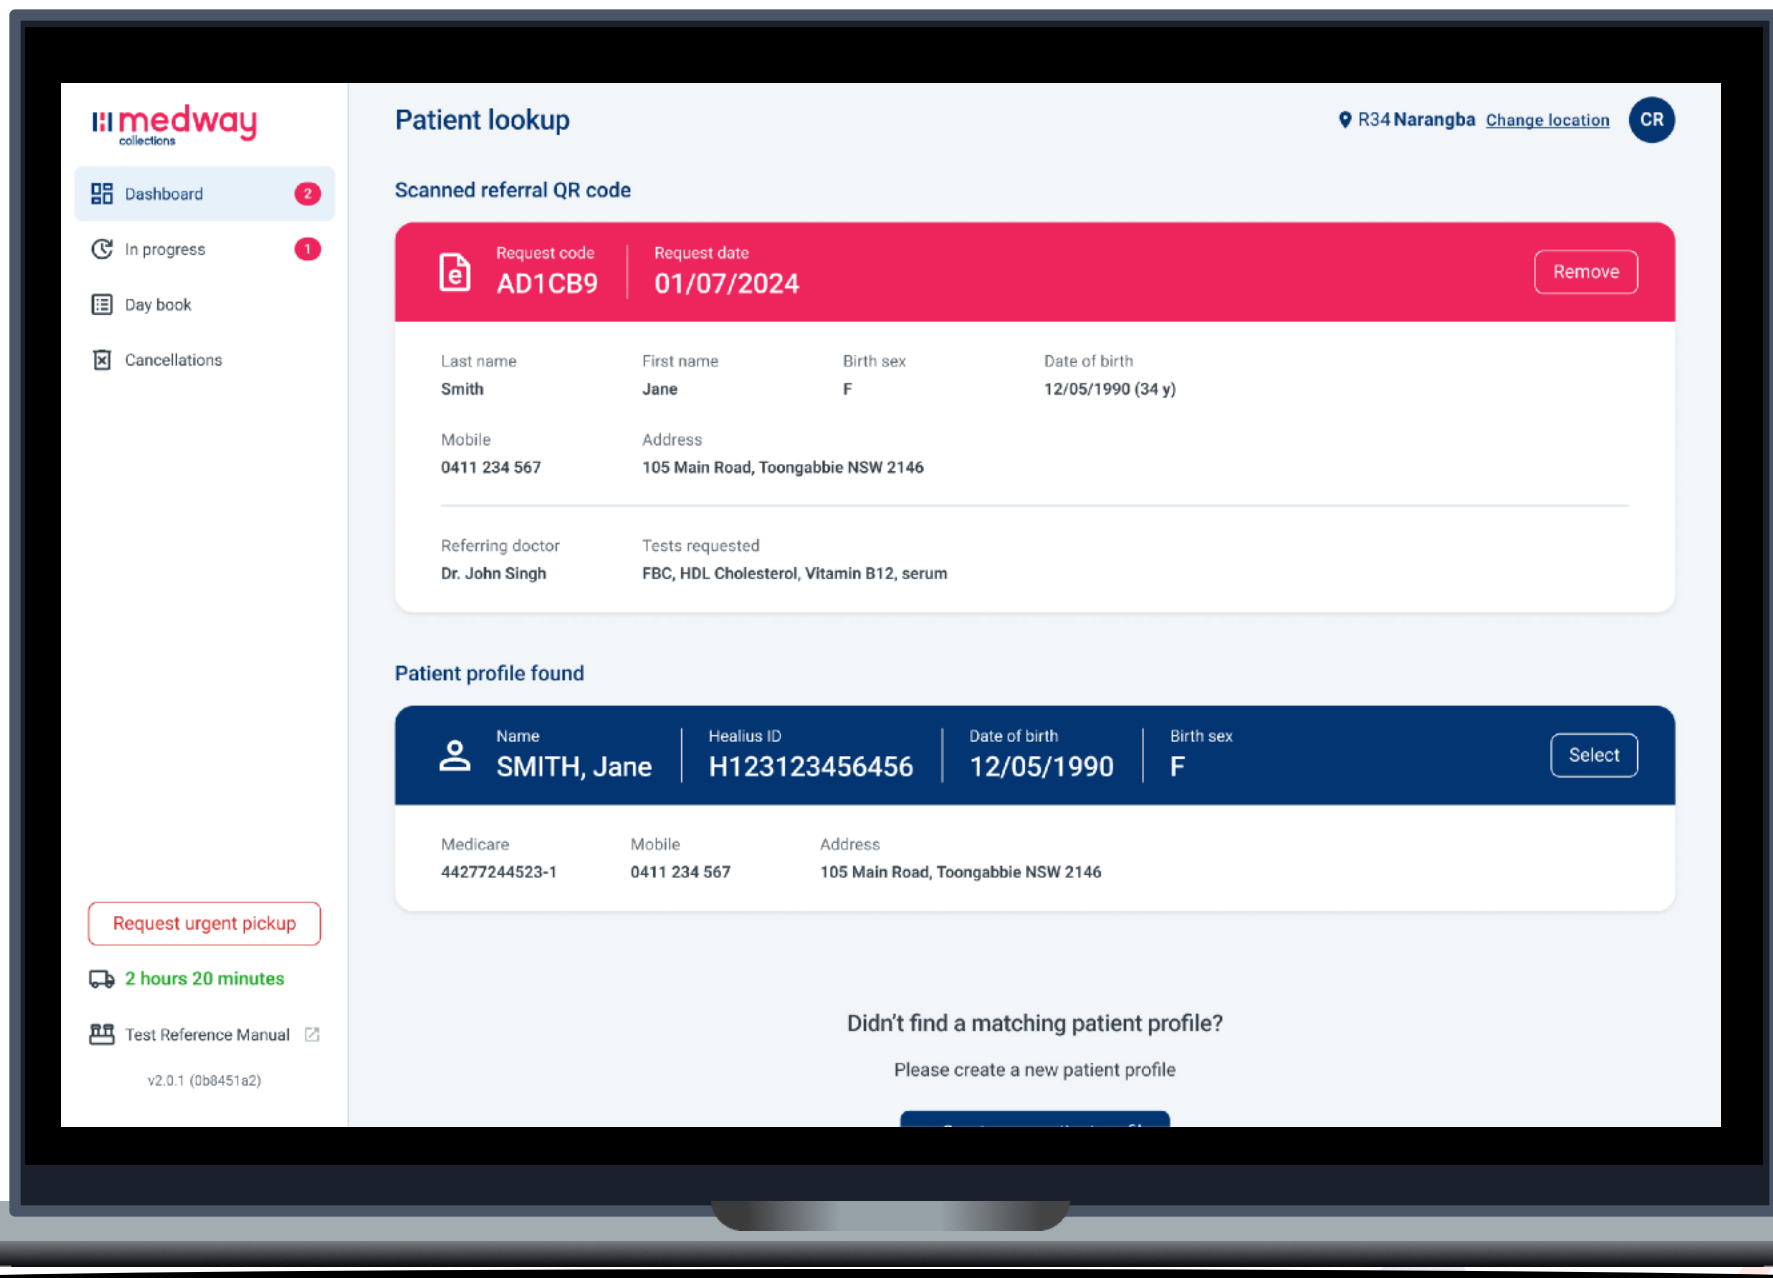 medway
collections
Dashboard 2
In progress 1
Day book
Cancellations
Request urgent pickup
2 hours 20 minutes
Test Reference Manual
v2.0.1 (0b8451a2)
Patient lookup
R34 Narangba Change location CR
Scanned referral QR code
Request code Request date
AD1CB9 01/07/2024
Remove
Last name First name Birth sex Date of birth
Smith Jane F 12/05/1990 (34 y)
Mobile Address
0411 234 567 105 Main Road, Toongabbie NSW 2146
Referring doctor Tests requested
Dr. John Singh FBC, HDL Cholesterol, Vitamin B12, serum
Patient profile found
Name Healius ID Date of birth Birth sex
SMITH, Jane H123123456456 12/05/1990 F
Select
Medicare Mobile Address
44277244523-1 0411 234 567 105 Main Road, Toongabbie NSW 2146
Didn't find a matching patient profile?
Please create a new patient profile